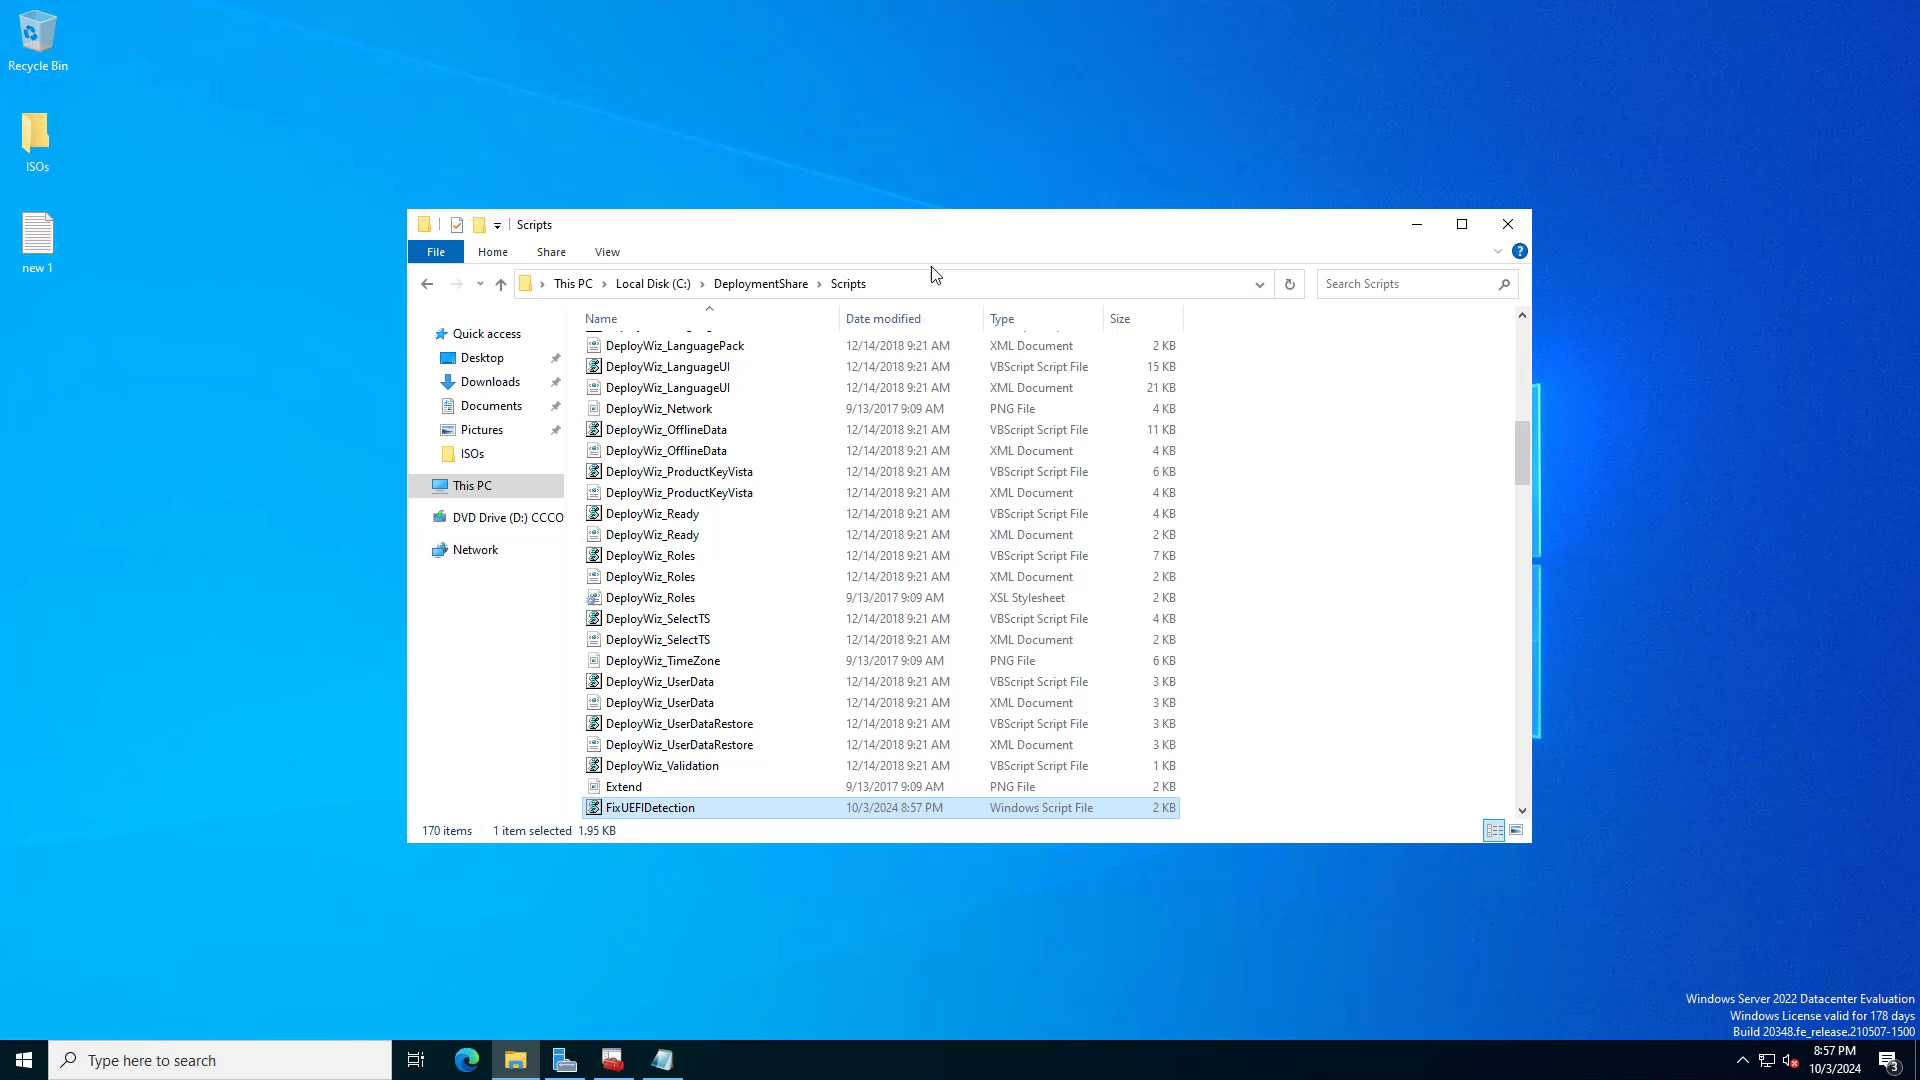 Recycle Bin
ISOs
new 1
Scripts
File Home Share View
This PC Local Disk (C:) DeploymentShare Scripts
Search Scripts
Quick access
Desktop
Downloads
Documents
Pictures
ISOs
This PC
DVD Drive (D:) CCCO
Network
Name Date modified Type Size
DeployWiz_LanguagePack 12/14/2018 9:21 AM XML Document 2 KB
DeployWiz_LanguageUI 12/14/2018 9:21 AM VBScript Script File 15 KB
DeployWiz_LanguageUI 12/14/2018 9:21 AM XML Document 21 KB
DeployWiz_Network 9/13/2017 9:09 AM PNG File 4 KB
DeployWiz_OfflineData 12/14/2018 9:21 AM VBScript Script File 11 KB
DeployWiz_OfflineData 12/14/2018 9:21 AM XML Document 4 KB
DeployWiz_ProductKeyVista 12/14/2018 9:21 AM VBScript Script File 6 KB
DeployWiz_ProductKeyVista 12/14/2018 9:21 AM XML Document 4 KB
DeployWiz_Ready 12/14/2018 9:21 AM VBScript Script File 4 KB
DeployWiz_Ready 12/14/2018 9:21 AM XML Document 2 KB
DeployWiz_Roles 12/14/2018 9:21 AM VBScript Script File 7 KB
DeployWiz_Roles 12/14/2018 9:21 AM XML Document 2 KB
DeployWiz_Roles 9/13/2017 9:09 AM XSL Stylesheet 2 KB
DeployWiz_SelectTS 12/14/2018 9:21 AM VBScript Script File 4 KB
DeployWiz_SelectTS 12/14/2018 9:21 AM XML Document 2 KB
DeployWiz_TimeZone 9/13/2017 9:09 AM PNG File 6 KB
DeployWiz_UserData 12/14/2018 9:21 AM VBScript Script File 3 KB
DeployWiz_UserData 12/14/2018 9:21 AM XML Document 3 KB
DeployWiz_UserDataRestore 12/14/2018 9:21 AM VBScript Script File 3 KB
DeployWiz_UserDataRestore 12/14/2018 9:21 AM XML Document 3 KB
DeployWiz_Validation 12/14/2018 9:21 AM VBScript Script File 1 KB
Extend 9/13/2017 9:09 AM PNG File 2 KB
FixUEFIDetection 10/3/2024 8:57 PM Windows Script File 2 KB
170 items 1 item selected 1.95 KB
Windows Server 2022 Datacenter Evaluation
Windows License valid for 178 days
Build 20348.fe_release.210507-1500
Type here to search
8:57 PM
10/3/2024
3